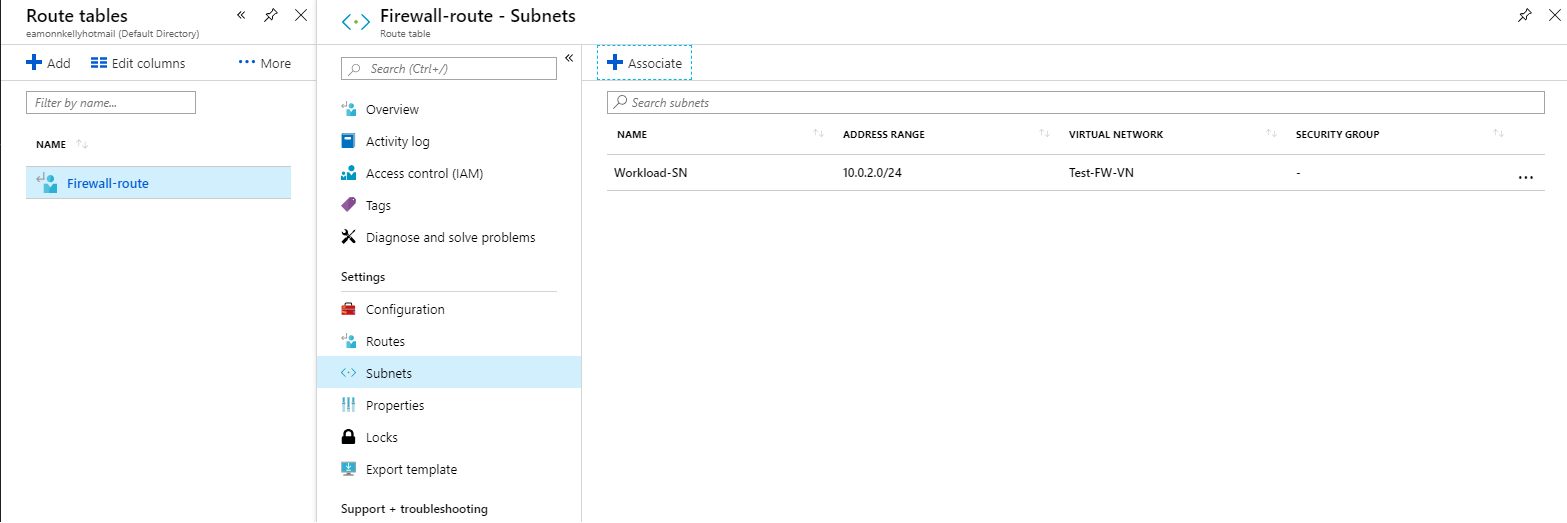 Route tables
eamonnkellyhotmail (Default Directory)
Add
Edit columns
More
Filter by name...
NAME
Firewall-route
Firewall-route - Subnets
Route table
Search (Ctrl+/)
Overview
Activity log
Access control (IAM)
Tags
Diagnose and solve problems
Settings
Configuration
Routes
Subnets
Properties
Locks
Export template
Support + troubleshooting
Associate
Search subnets
NAME ADDRESS RANGE VIRTUAL NETWORK SECURITY GROUP
Workload-SN 10.0.2.0/24 Test-FW-VN -